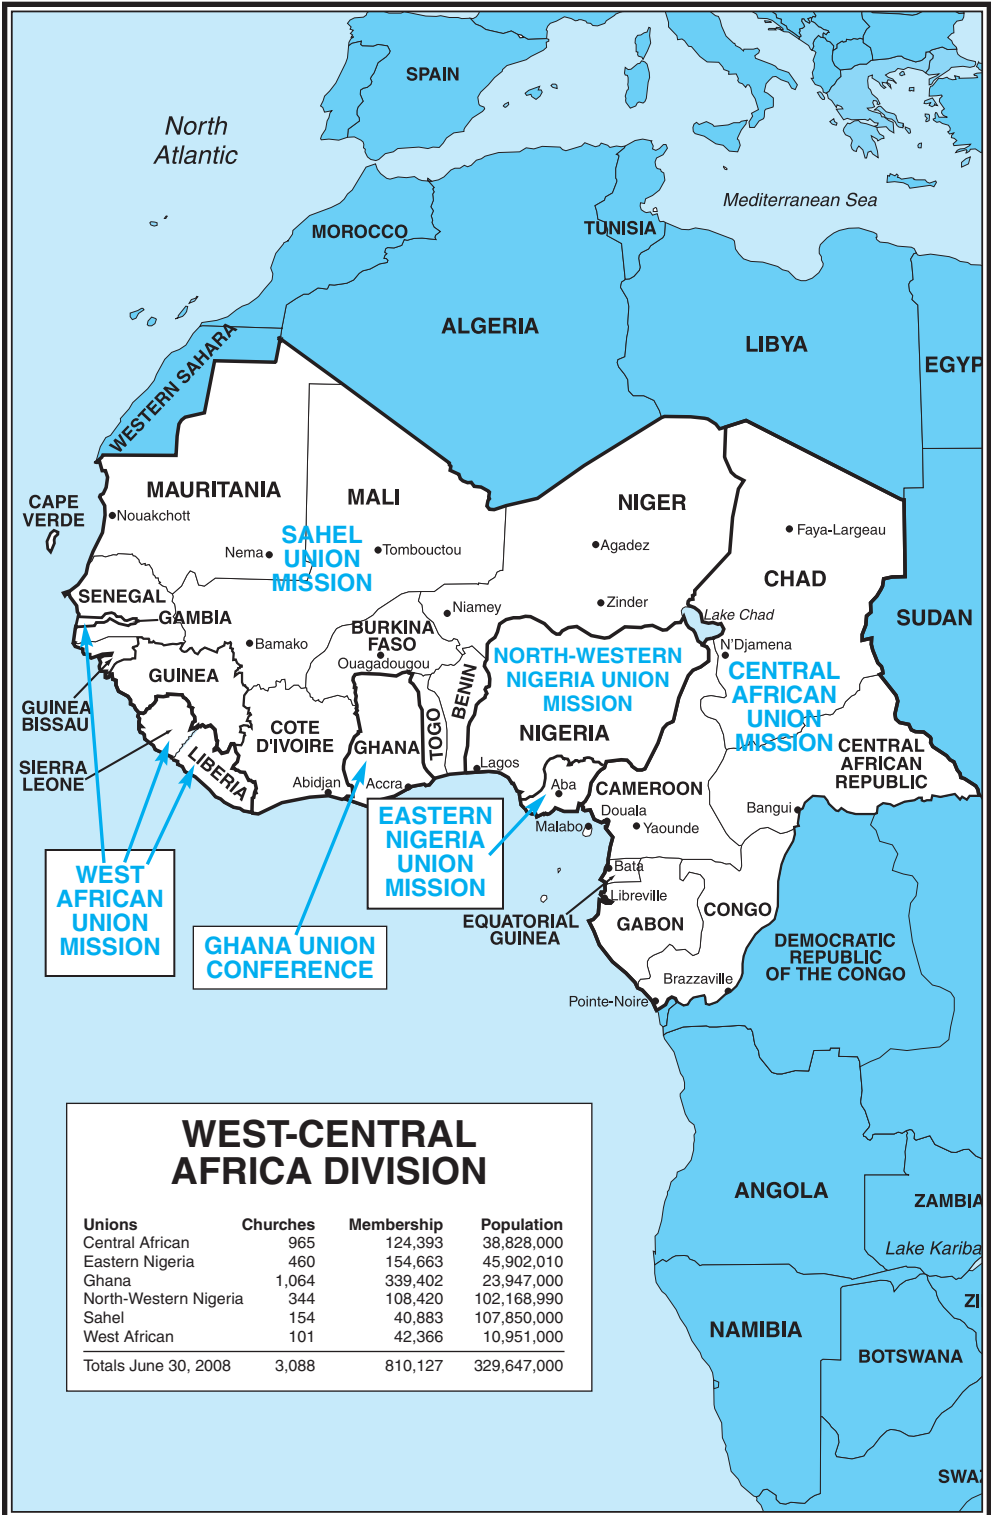 SPAIN
North
Atlantic
Mediterranean Sea
MOROCCO
TUNISIA
ALGERIA
LIBYA
EGYP
WESTERN SAHARA
CAPE
VERDE
MAURITANIA
MALI
NIGER
Nouakchott
Faya-Largeau
SAHEL
UNION
MISSION
Nema
Tombouctou
Agadez
CHAD
SENEGAL
GAMBIA
Niamey
Zinder
Lake Chad
SUDAN
BURKINA
FASO
Bamako
Ouagadougou
N'Djamena
NORTH-WESTERN
NIGERIA UNION
MISSION
CENTRAL
AFRICAN
UNION
MISSION
GUINEA
BENIN
GUINEA
BISSAU
COTE
D'IVOIRE
GHANA
TOGO
NIGERIA
CENTRAL
AFRICAN
REPUBLIC
SIERRA
LEONE
LIBERIA
Lagos
Abidjan
Accra
Aba
CAMEROON
Douala
Bangui
Malabo
Yaounde
EASTERN
NIGERIA
UNION
MISSION
WEST
AFRICAN
UNION
MISSION
Bata
Libreville
EQUATORIAL
GUINEA
GABON
CONGO
GHANA UNION
CONFERENCE
DEMOCRATIC
REPUBLIC
OF THE CONGO
Brazzaville
Pointe-Noire
WEST-CENTRAL
AFRICA DIVISION
Unions Churches Membership Population
Central African 965 124,393 38,828,000
Eastern Nigeria 460 154,663 45,902,010
Ghana 1,064 339,402 23,947,000
North-Western Nigeria 344 108,420 102,168,990
Sahel 154 40,883 107,850,000
West African 101 42,366 10,951,000
Totals June 30, 2008 3,088 810,127 329,647,000
ANGOLA
ZAMBIA
Lake Kariba
ZI
NAMIBIA
BOTSWANA
SWAZ